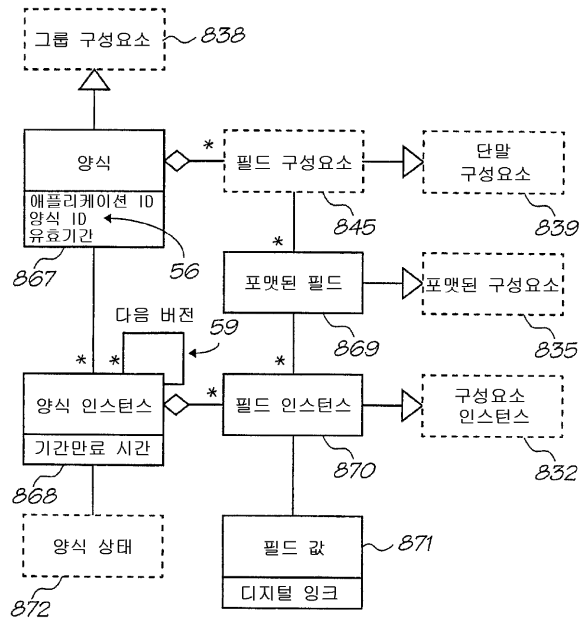 그룹 구성요소
838
양식
*
필드 구성요소
단말
구성요소
애플리케이션 ID
양식 ID
유효기간
56
867
845
839
*
포맷된 필드
포맷된 구성요소
869
835
다음 버전
59
*
*
*
양식 인스턴스
*
필드 인스턴스
구성요소
인스턴스
기간만료 시간
868
870
832
양식 상태
872
필드 값
871
디지털 잉크